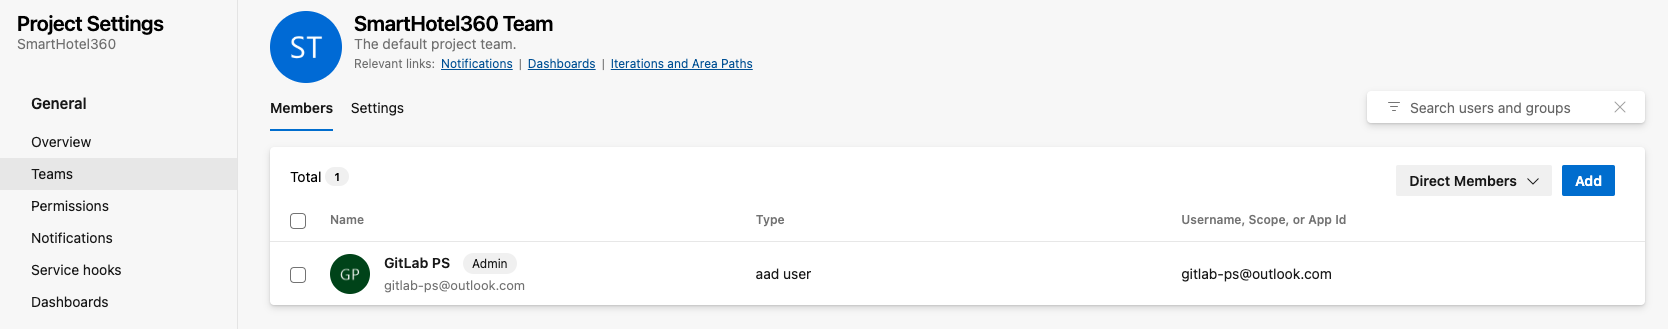 Project Settings
SmartHotel360
General
Overview
Teams
Permissions
Notifications
Service hooks
Dashboards
ST
SmartHotel360 Team
The default project team.
Relevant links: Notifications | Dashboards | Iterations and Area Paths
Members Settings
Search users and groups
Total 1
Direct Members Add
Name Type Username, Scope, or App Id
GP GitLab PS Admin
gitlab-ps@outlook.com
aad user
gitlab-ps@outlook.com